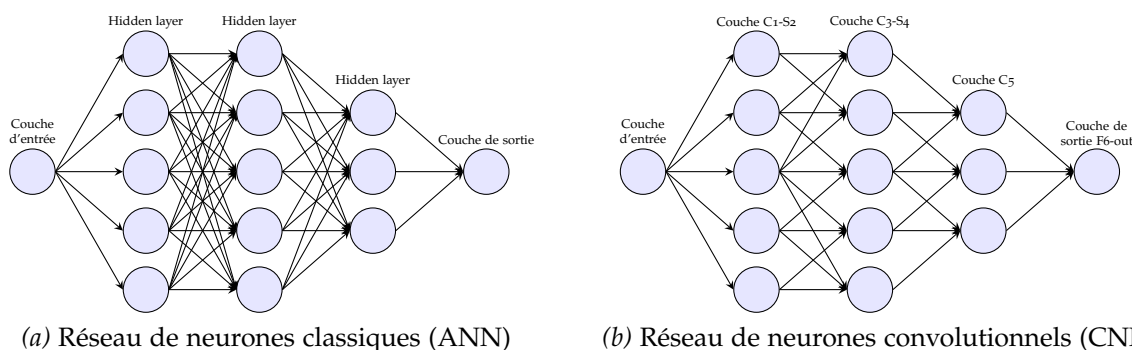 Hidden layer
Hidden layer
Hidden layer
Couche
d'entrée
Couche de sortie
(a) Réseau de neurones classiques (ANN)
Couche C1-S2
Couche C3-S4
Couche C5
Couche
d'entrée
Couche de
sortie F6-out
(b) Réseau de neurones convolutionnels (CN